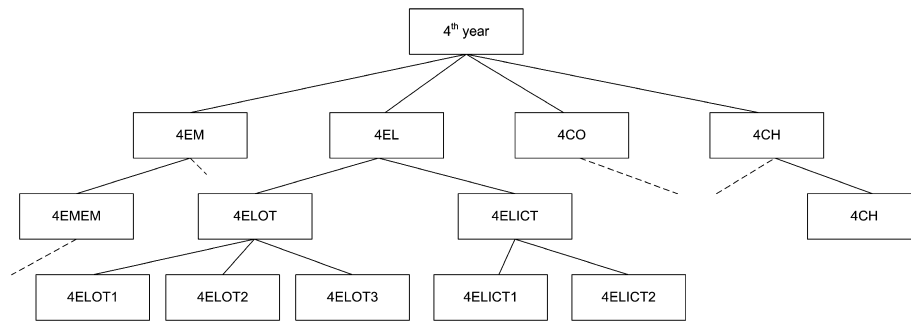 4th year
4EM
4EL
4CO
4CH
4EMEM
4ELOT
4ELICT
4CH
4ELOT1
4ELOT2
4ELOT3
4ELICT1
4ELICT2